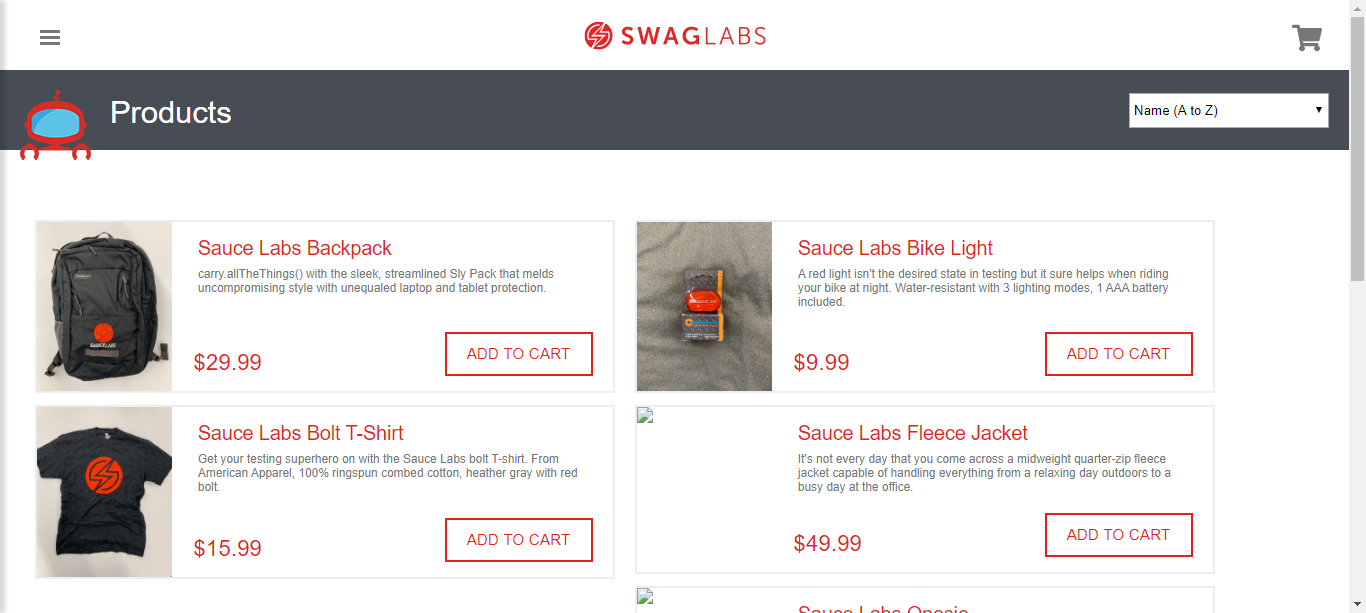 SWAGLABS
Products
Name (A to Z)
Sauce Labs Backpack
carry.allTheThings() with the sleek, streamlined Sly Pack that melds
uncompromising style with unequaled laptop and tablet protection.
$29.99
ADD TO CART
SAUCELABS
Sauce Labs Bike Light
A red light isn't the desired state in testing but it sure helps when riding
your bike at night. Water-resistant with 3 lighting modes, 1 AAA battery
included.
$9.99
ADD TO CART
Sauce Labs Bolt T-Shirt
Get your testing superhero on with the Sauce Labs bolt T-shirt. From
American Apparel, 100% ringspun combed cotton, heather gray with red
bolt.
$15.99
ADD TO CART
Sauce Labs Fleece Jacket
It's not every day that you come across a midweight quarter-zip fleece
jacket capable of handling everything from a relaxing day outdoors to a
busy day at the office.
$49.99
ADD TO CART
Sauce Labs Onesie